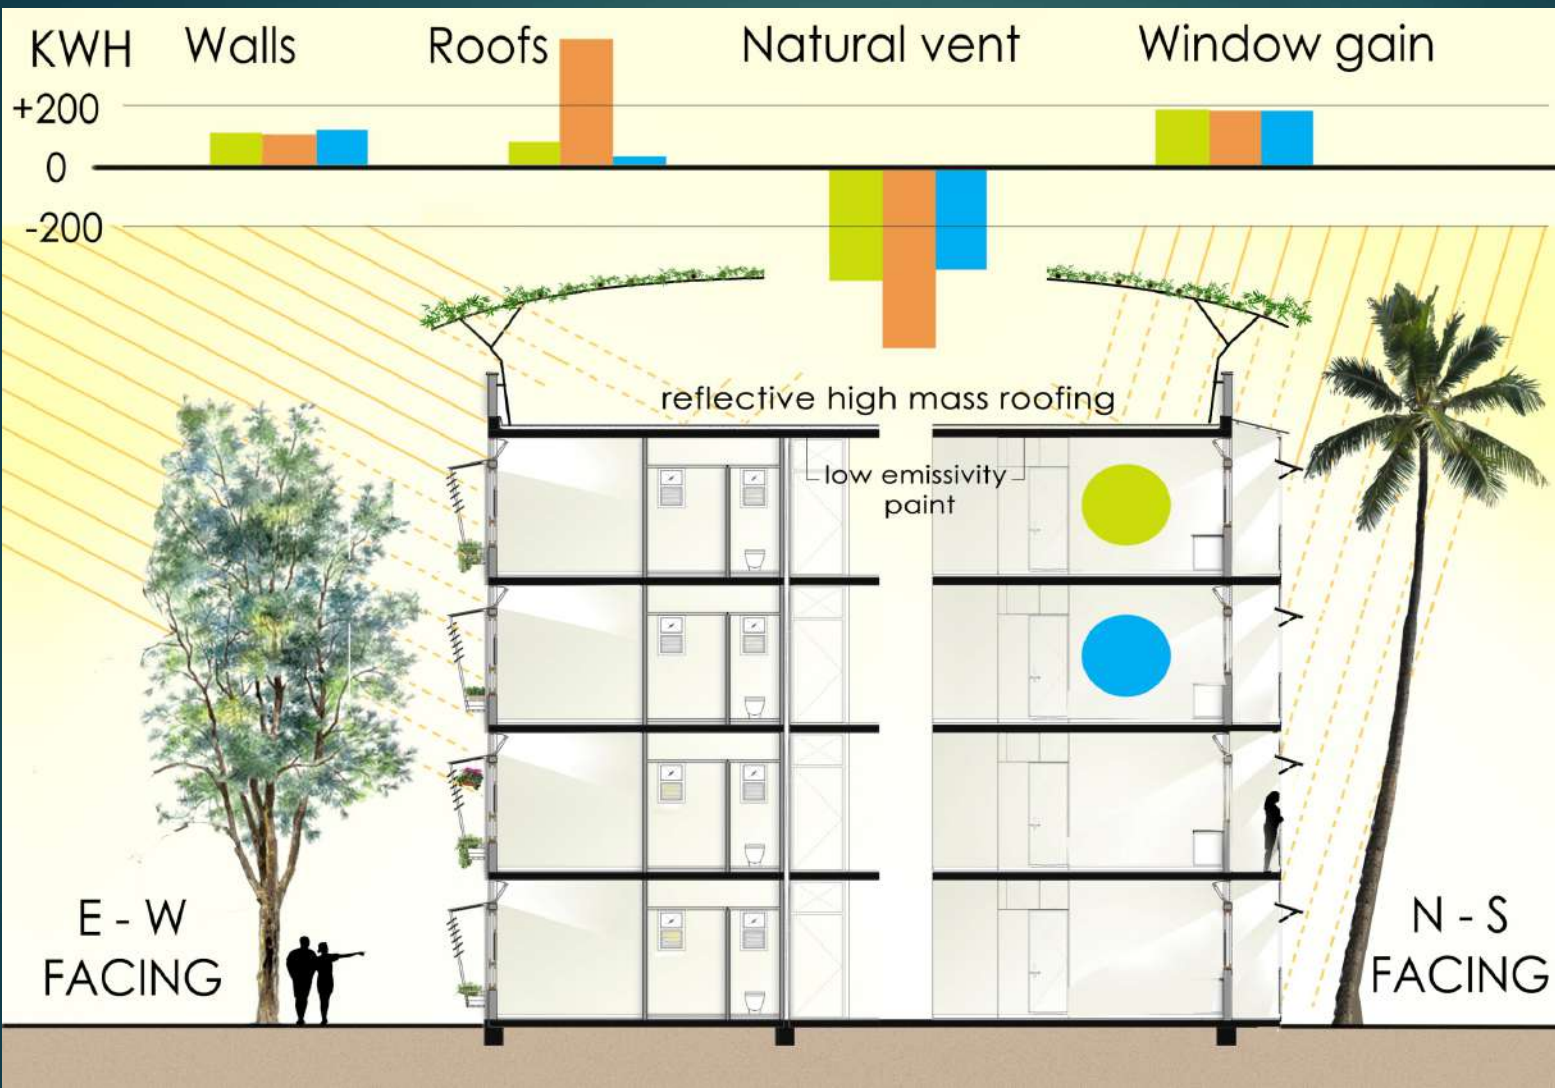 KWH
Walls
Roofs
Natural vent
Window gain
+200
0
-200
reflective high mass roofing
low emissivity
paint
E - W
FACING
N - S
FACING